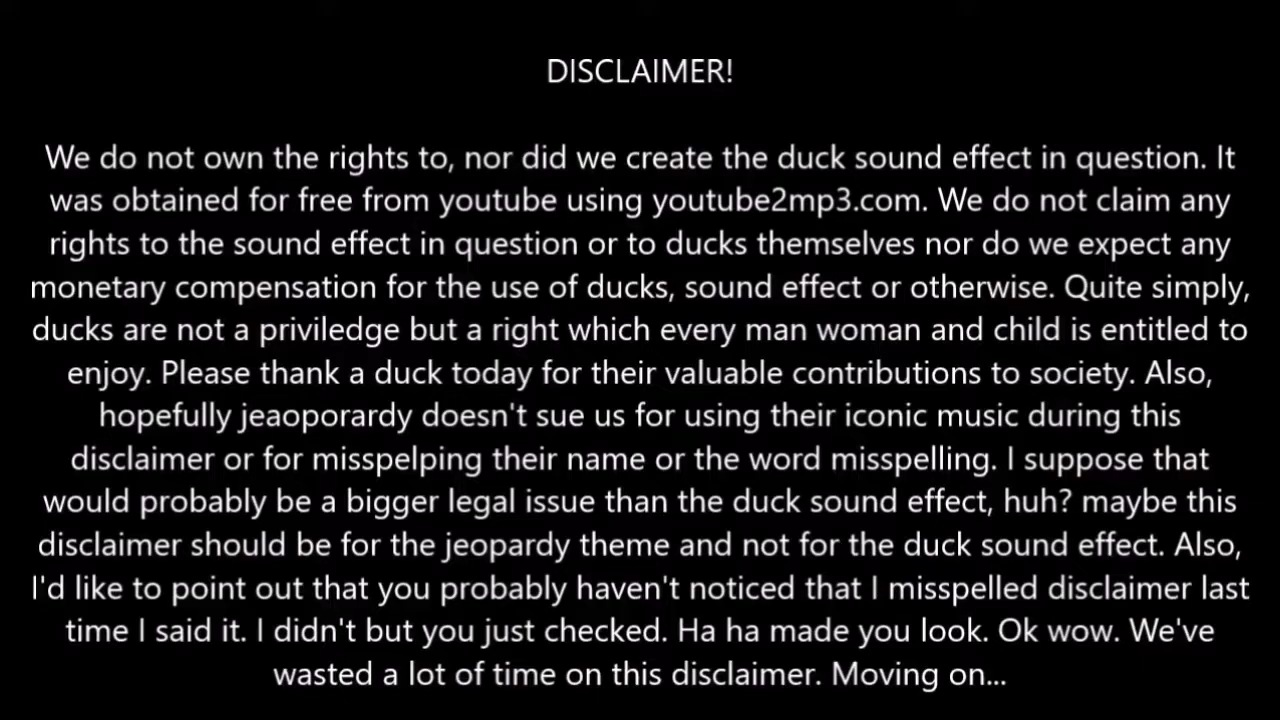 DISCLAIMER!
We do not own the rights to, nor did we create the duck sound effect in question. It
was obtained for free from youtube using youtube2mp3.com. We do not claim any
rights to the sound effect in question or to ducks themselves nor do we expect any
monetary compensation for the use of ducks, sound effect or otherwise. Quite simply,
ducks are not a priviledge but a right which every man woman and child is entitled to
enjoy. Please thank a duck today for their valuable contributions to society. Also,
hopefully jeaoporardy doesn't sue us for using their iconic music during this
disclaimer or for misspelping their name or the word misspelling. I suppose that
would probably be a bigger legal issue than the duck sound effect, huh? maybe this
disclaimer should be for the jeopardy theme and not for the duck sound effect. Also,
I'd like to point out that you probably haven't noticed that I misspelled disclaimer last
time I said it. I didn't but you just checked. Ha ha made you look. Ok wow. We've
wasted a lot of time on this disclaimer. Moving on...